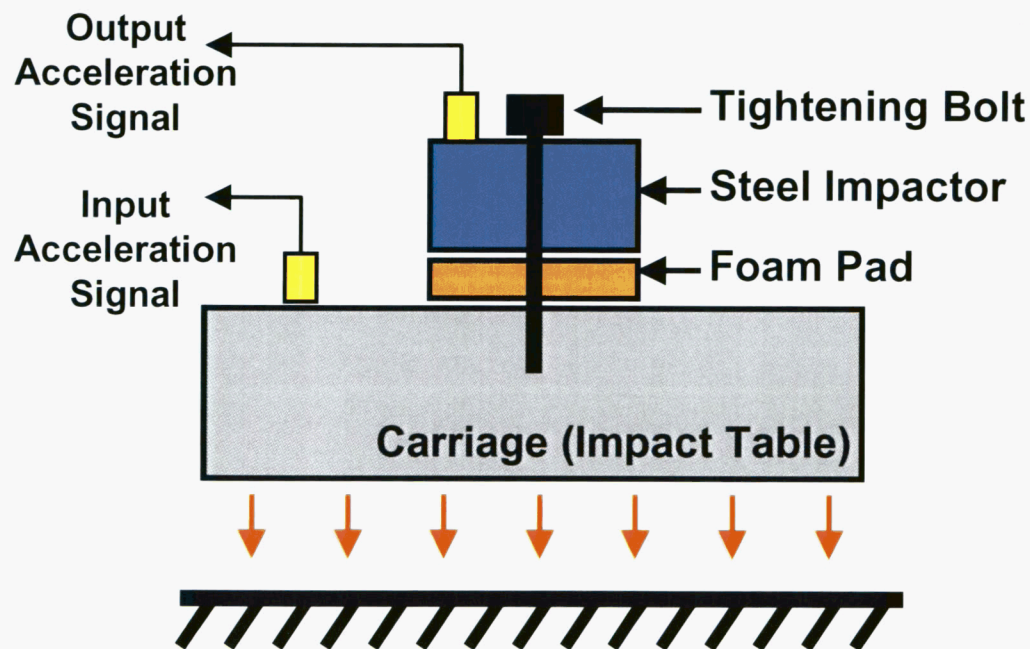 Output
Acceleration
Signal
Tightening Bolt
Steel Impactor
Input
Acceleration
Signal
Foam Pad
Carriage (Impact Table)